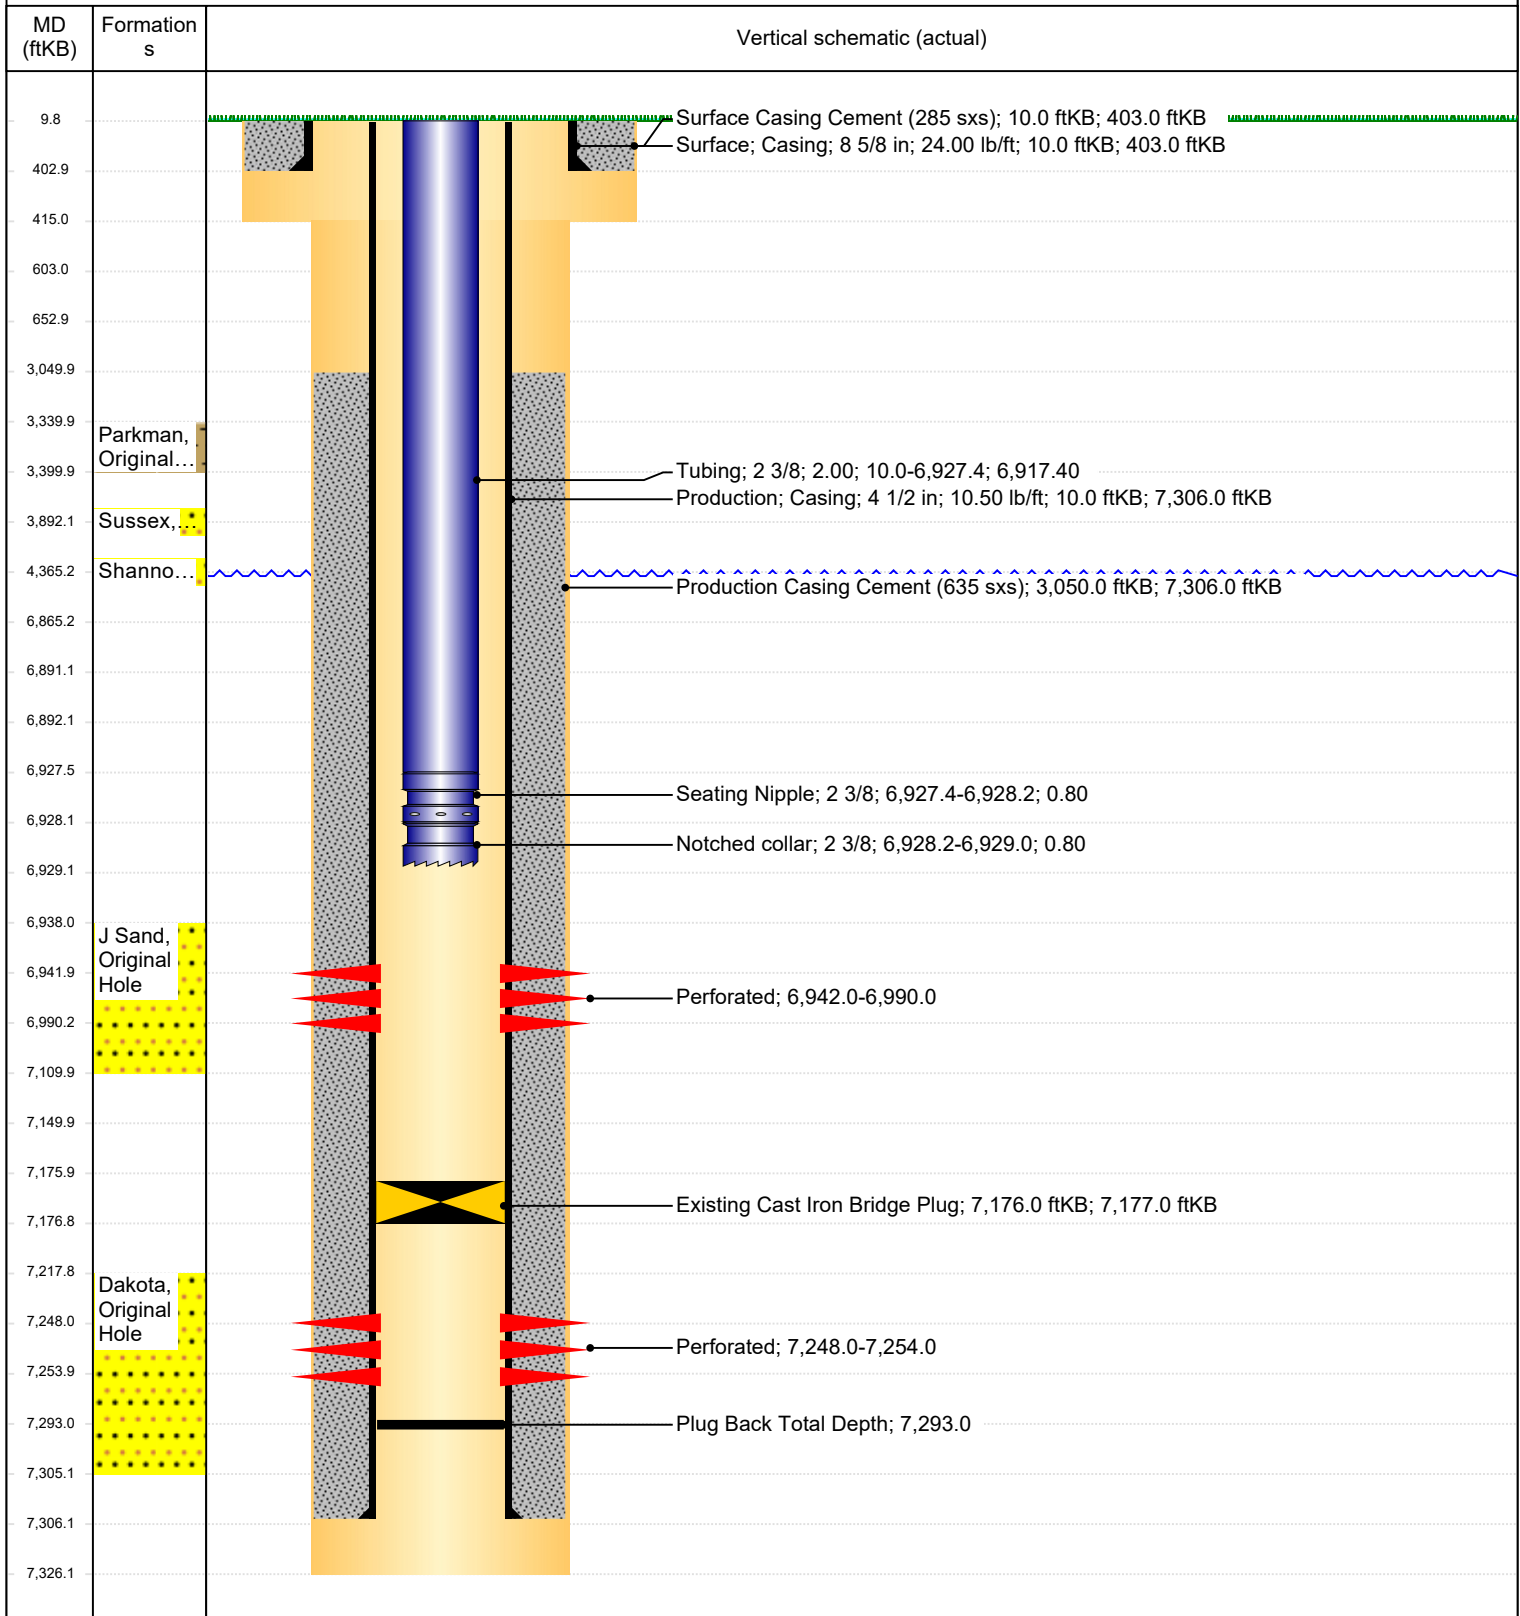 MD
(ftKB)
Formation
s
Vertical schematic (actual)
9.8
Surface Casing Cement (285 sxs); 10.0 ftKB; 403.0 ftKB
Surface; Casing; 8 5/8 in; 24.00 lb/ft; 10.0 ftKB; 403.0 ftKB
402.9
415.0
603.0
652.9
3,049.9
3,339.9
Parkman,
Original…
3,399.9
Tubing; 2 3/8; 2.00; 10.0-6,927.4; 6,917.40
Production; Casing; 4 1/2 in; 10.50 lb/ft; 10.0 ftKB; 7,306.0 ftKB
3,892.1
Sussex,…
4,365.2
Shanno…
Production Casing Cement (635 sxs); 3,050.0 ftKB; 7,306.0 ftKB
6,865.2
6,891.1
6,892.1
6,927.5
Seating Nipple; 2 3/8; 6,927.4-6,928.2; 0.80
6,928.1
Notched collar; 2 3/8; 6,928.2-6,929.0; 0.80
6,929.1
6,938.0
J Sand,
Original
Hole
6,941.9
Perforated; 6,942.0-6,990.0
6,990.2
7,109.9
7,149.9
7,175.9
Existing Cast Iron Bridge Plug; 7,176.0 ftKB; 7,177.0 ftKB
7,176.8
7,217.8
Dakota,
Original
Hole
7,248.0
Perforated; 7,248.0-7,254.0
7,253.9
7,293.0
Plug Back Total Depth; 7,293.0
7,305.1
7,306.1
7,326.1